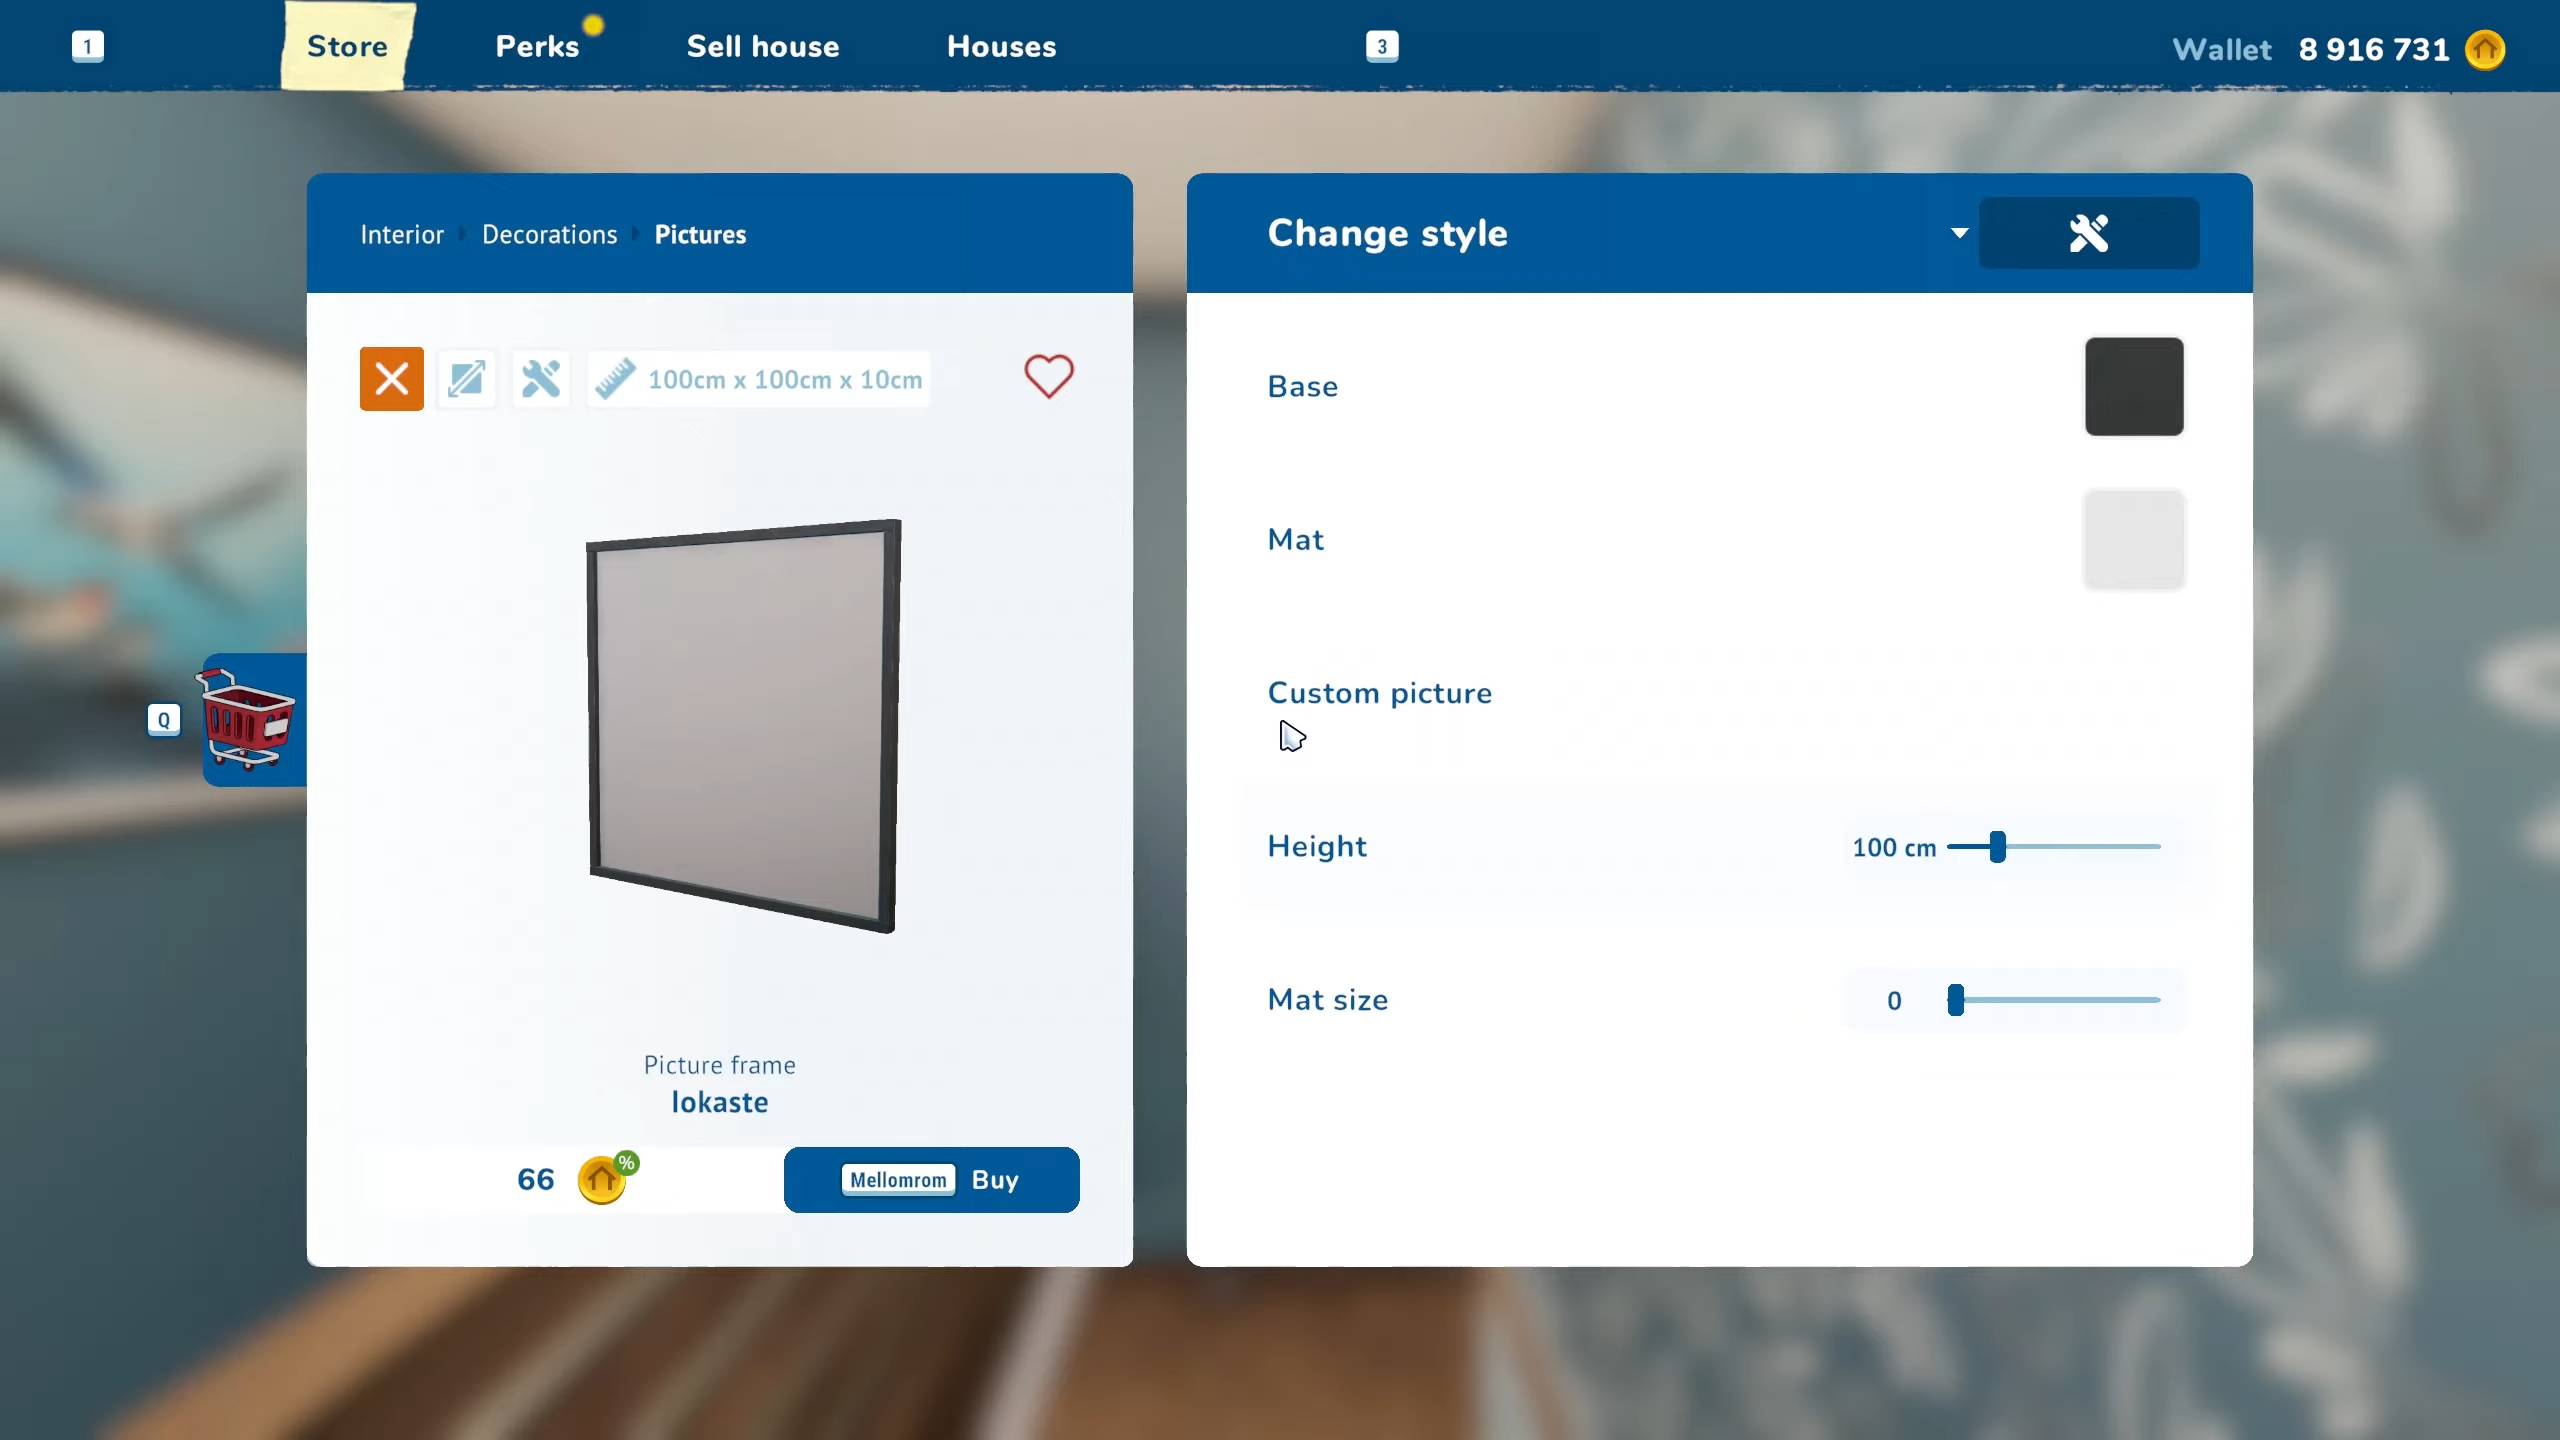 1
Store
Perks
Sell house
Houses
3
Wallet 8 916 731
Interior Decorations Pictures
100cm x 100cm x 10cm
Q
Picture frame
Iokaste
66 %
Mellomrom Buy
Change style
Base
Mat
Custom picture
Height 100 cm
Mat size 0